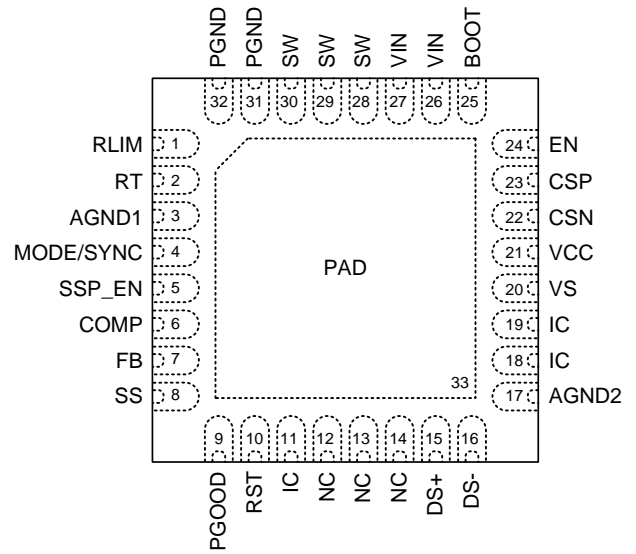 PGND PGND SW SW SW VIN VIN BOOT
32 31 30 29 28 27 26 25
RLIM 1
RT 2
AGND1 3
MODE/SYNC 4
SSP_EN 5
COMP 6
FB 7
SS 8
PAD
33
24 EN
23 CSP
22 CSN
21 VCC
20 VS
19 IC
18 IC
17 AGND2
9 10 11 12 13 14 15 16
PGOOD RST IC NC NC NC DS+ DS-